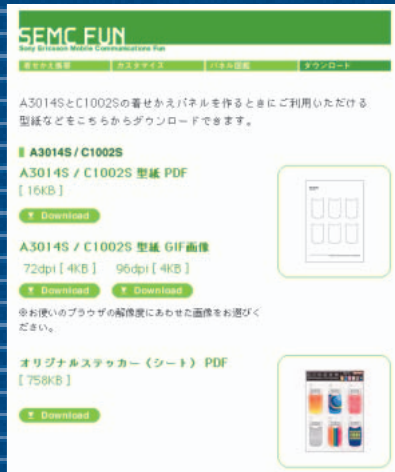 SEMC FUN
Sony Ericsson Mobile Communications Fun
着せかえ携帯 カスタマイズ パネル図鑑 ダウンロード
A3014SとC1002Sの着せかえパネルを作るときにご利用いただける
型紙などをこちらからダウンロードできます。
A3014S / C1002S
A3014S / C1002S 型紙 PDF
[ 16KB ]
Download
A3014S / C1002S 型紙 GIF画像
72dpi [ 4KB ] 96dpi [ 4KB ]
Download Download
※お使いのブラウザの解像度にあわせた画像をお選びく
ださい。
オリジナルステッカー（シート） PDF
[ 758KB ]
Download